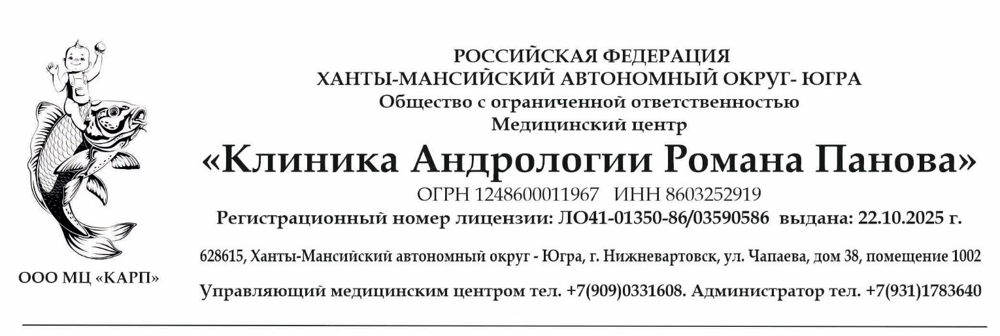 РОССИЙСКАЯ ФЕДЕРАЦИЯ
ХАНТЫ-МАНСИЙСКИЙ АВТОНОМНЫЙ ОКРУГ- ЮГРА
Общество с ограниченной ответственностью
Медицинский центр
«Клиника Андрологии Романа Панова»
ОГРН 1248600011967 ИНН 8603252919
Регистрационный номер лицензии: ЛО41-01350-86/03590586 выдана: 22.10.2025 г.
628615, Ханты-Мансийский автономный округ - Югра, г. Нижневартовск, ул. Чапаева, дом 38, помещение 1002
ООО МЦ «КАРП»
Управляющий медицинским центром тел. +7(909)0331608. Администратор тел. +7(931)1783640